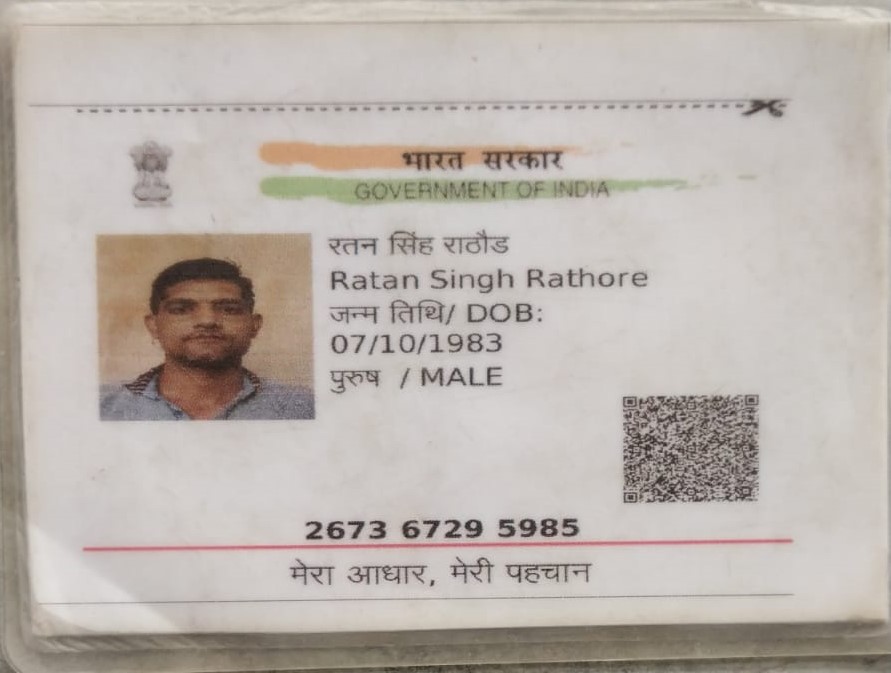 भारत सरकार
GOVERNMENT OF INDIA
रतन सिंह राठौड
Ratan Singh Rathore
जन्म तिथि/ DOB:
07/10/1983
पुरुष / MALE
2673 6729 5985
मेरा आधार, मेरी पहचान